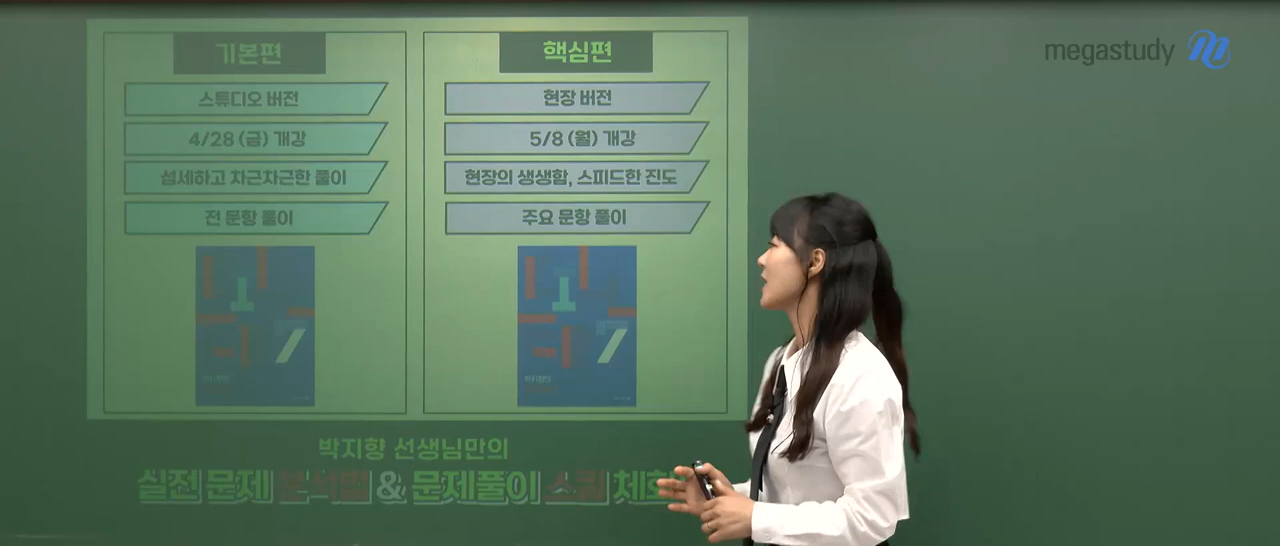 megastudy
기본편
스튜디오 버전
4/28 (금) 개강
섬세하고 차근차근한 풀이
전 문항 풀이
핵심편
현장 버전
5/8 (월) 개강
현장의 생생함, 스피드한 진도
주요 문항 풀이
7
7
박지향 선생님만의
실전 문제 분석법 & 문제풀이 스킬